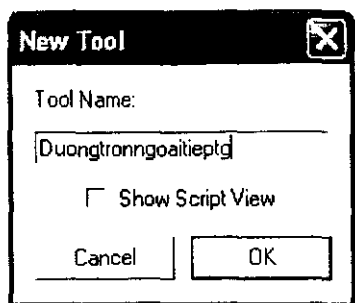 New Tool
Tool Name:
Duongtronngoaitieptg
Show Script View
Cancel
OK